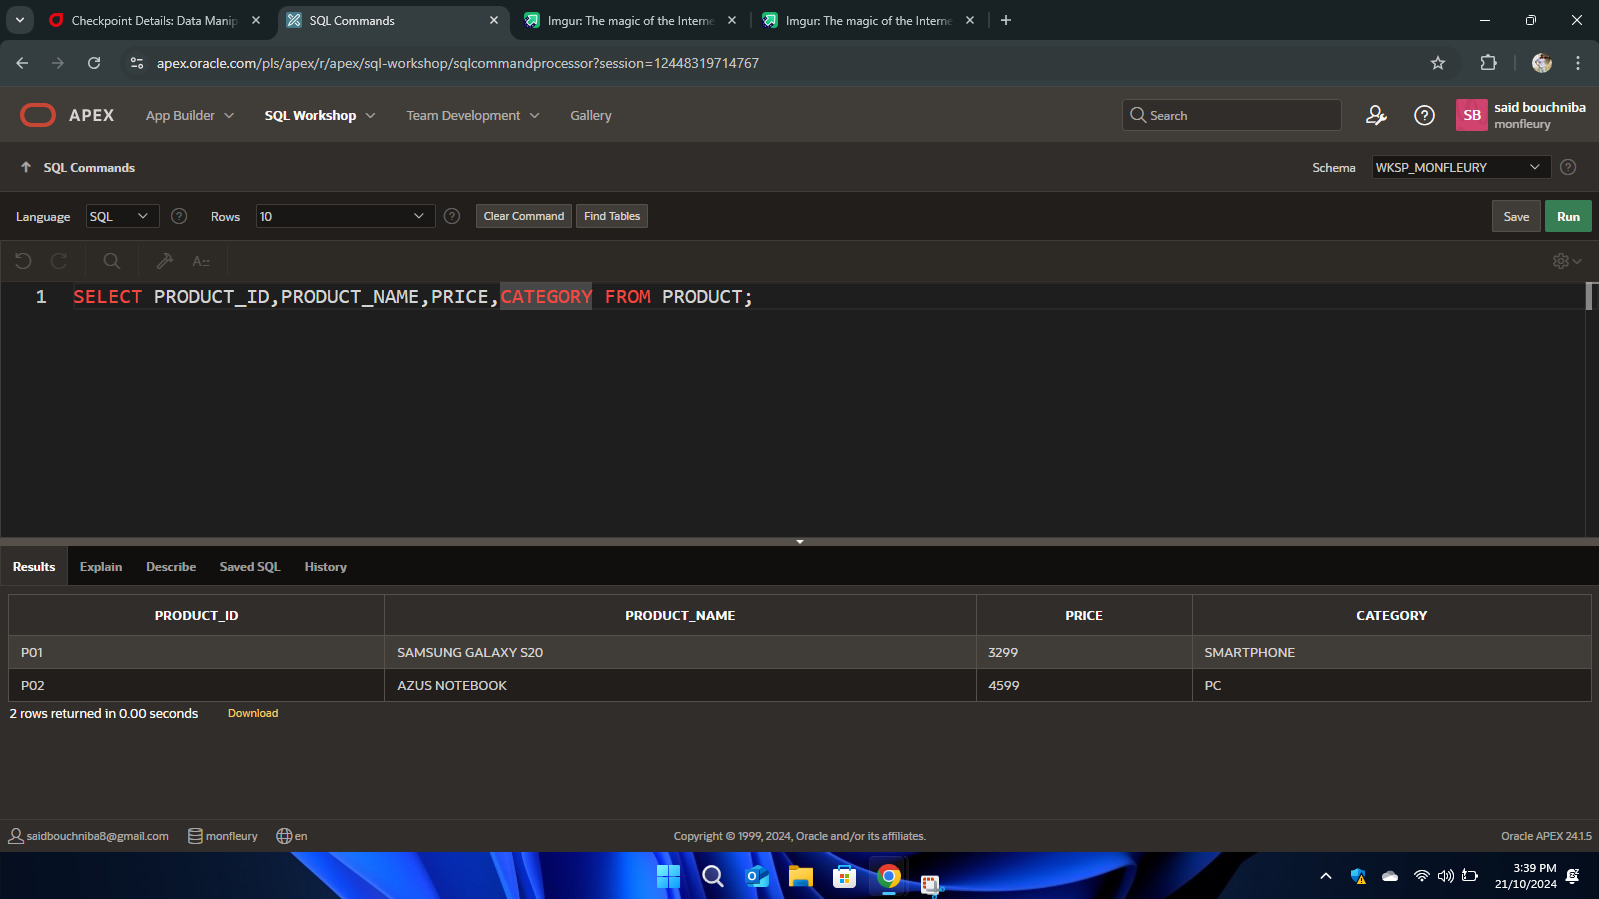 Checkpoint Details: Data Manip
SQL Commands
Imgur: The magic of the Interne
Imgur: The magic of the Interne
apex.oracle.com/pls/apex/r/apex/sql-workshop/sqlcommandprocessor?session=12448319714767
APEX App Builder SQL Workshop Team Development Gallery Search SB said bouchniba
monfleury
SQL Commands Schema WKSP_MONFLEURY
Language SQL Rows 10 Clear Command Find Tables Save Run
1 SELECT PRODUCT_ID,PRODUCT_NAME,PRICE,CATEGORY FROM PRODUCT;
Results Explain Describe Saved SQL History
PRODUCT_ID PRODUCT_NAME PRICE CATEGORY
P01 SAMSUNG GALAXY S20 3299 SMARTPHONE
P02 AZUS NOTEBOOK 4599 PC
2 rows returned in 0.00 seconds Download
saidbouchniba8@gmail.com monfleury en Copyright © 1999, 2024, Oracle and/or its affiliates. Oracle APEX 24.1.5
3:39 PM
21/10/2024